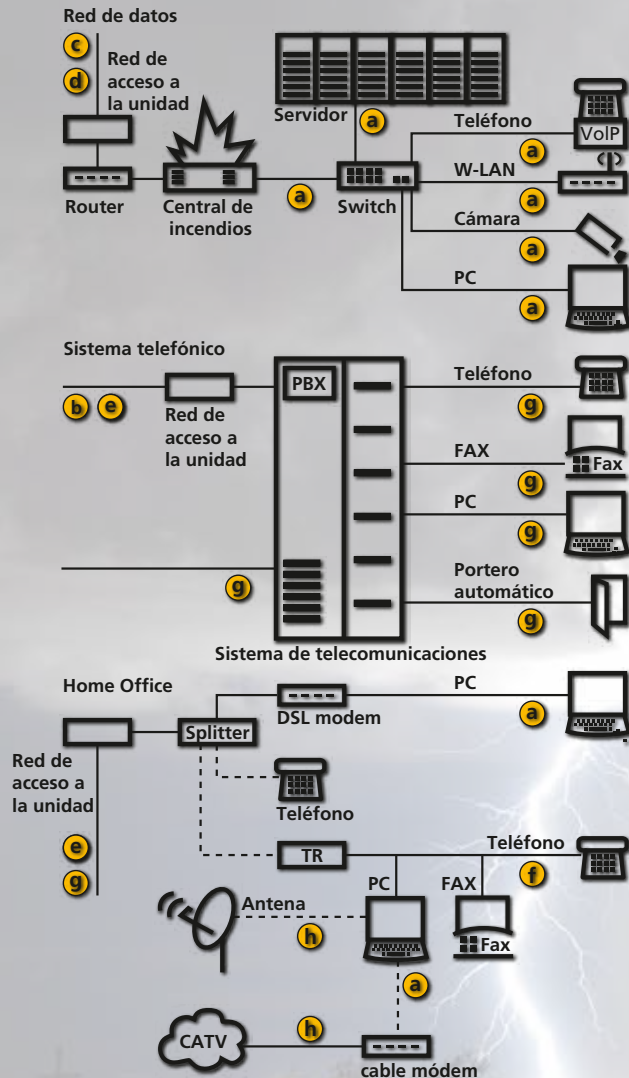 Red de datos
c
d
Red de
acceso a
la unidad
Servidor
a
Teléfono
a
VoIP
W-LAN
a
Router
Central de
incendios
a
Switch
Cámara
a
PC
a
Sistema telefónico
b
e
Red de
acceso a
la unidad
PBX
Teléfono
g
FAX
g
Fax
PC
g
g
Portero
automático
g
Sistema de telecomunicaciones
Home Office
DSL modem
PC
a
Splitter
Red de
acceso a
la unidad
e
g
Teléfono
TR
Teléfono
f
PC
FAX
Fax
Antena
h
a
CATV
h
cable módem